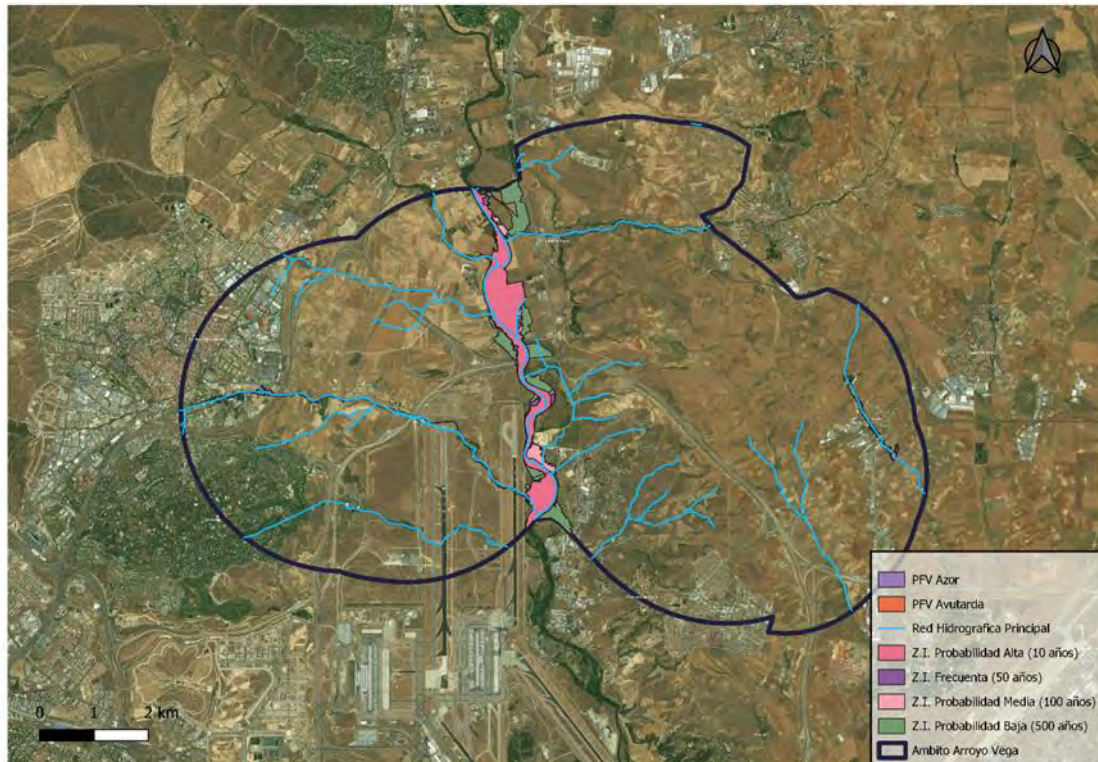 0 1 2 km
PFV Azor
PFV Avutarda
Red Hidrografica Principal
Z.I. Probabilidad Alta (10 años)
Z.I. Frecuenta (50 años)
Z.I. Probabilidad Media (100 años)
Z.I. Probabilidad Baja (500 años)
Ambito Arroyo Vega